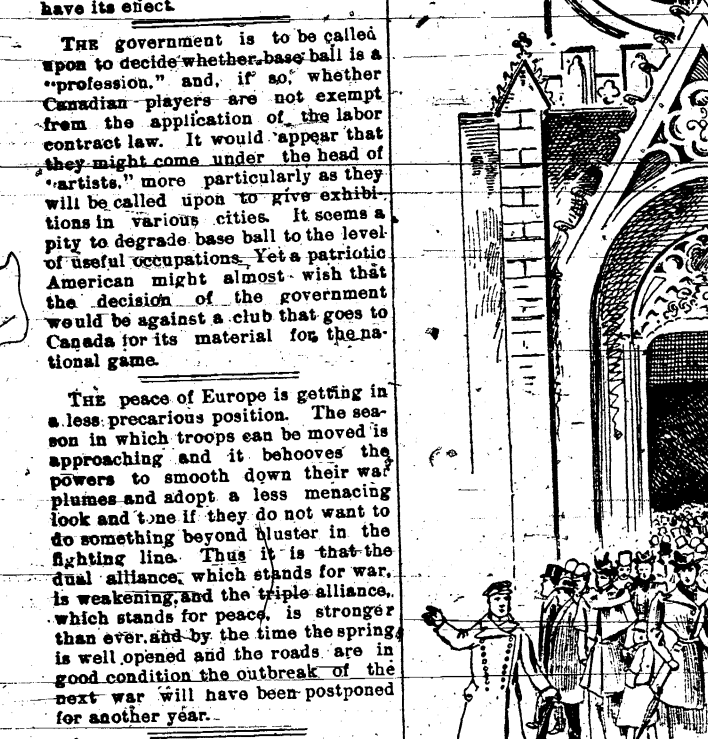 have its effect.
THE government is to be called
upon to decide whether base ball is a
"profession," and, if so, whether
Canadian players are not exempt
from the application of the labor
contract law. It would appear that
they might come under the head of
"artists," more particularly as they
will be called upon to give exhibi-
tions in various cities. It seems a
pity to degrade base ball to the level
of useful occupations. Yet a patriotic
American might almost wish that
the decision of the government
would be against a club that goes to
Canada for its material for the na-
tional game.
THE peace of Europe is getting in
a less precarious position. The sea-
son in which troops can be moved is
approaching and it behooves the
powers to smooth down their war
plumes and adopt a less menacing
look and tone if they do not want to
do something beyond bluster in the
fighting line. Thus it is that the
dual alliance, which stands for war,
is weakening, and the triple alliance,
which stands for peace, is stronger
than ever, and by the time the spring
is well opened and the roads are in
good condition the outbreak of the
next war will have been postponed
for another year.